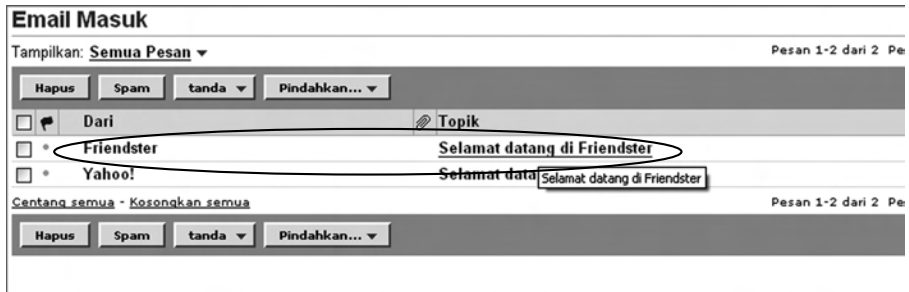 Email Masuk
Tampilkan: Semua Pesan Pesan 1-2 dari 2 Pe
Hapus Spam tanda Pindahkan...
Dari Topik
Friendster Selamat datang di Friendster
Yahoo! Selamat data
Selamat datang di Friendster
Centang semua - Kosongkan semua Pesan 1-2 dari 2 Pe
Hapus Spam tanda Pindahkan...